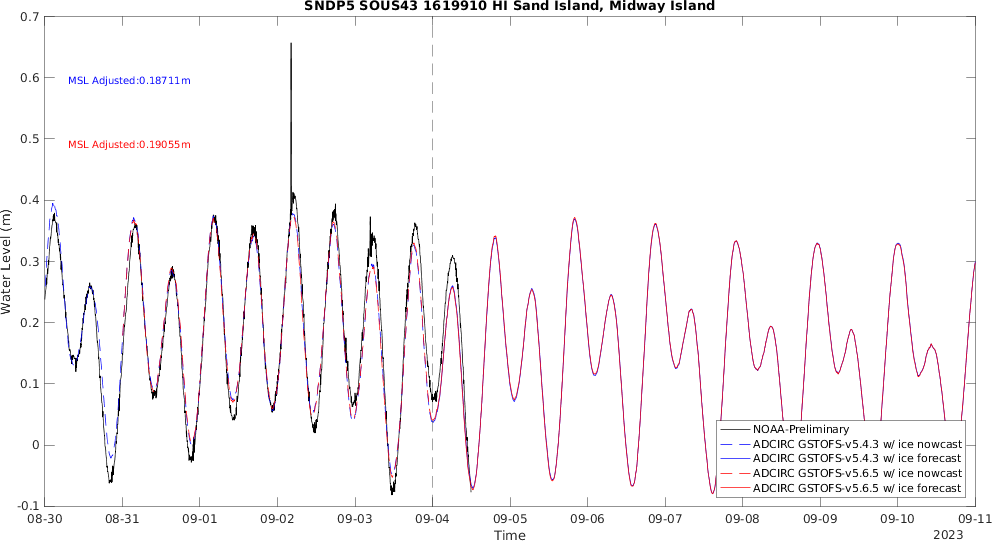 SNDP5 SOUS43 1619910 HI Sand Island, Midway Island
0.7
0.6
0.5
0.4
0.3
0.2
0.1
0
-0.1
Water Level (m)
MSL Adjusted:0.18711m
MSL Adjusted:0.19055m
NOAA-Preliminary
ADCIRC GSTOFS-v5.4.3 w/ ice nowcast
ADCIRC GSTOFS-v5.4.3 w/ ice forecast
ADCIRC GSTOFS-v5.6.5 w/ ice nowcast
ADCIRC GSTOFS-v5.6.5 w/ ice forecast
08-30 08-31 09-01 09-02 09-03 09-04 09-05 09-06 09-07 09-08 09-09 09-10 09-11
Time
2023